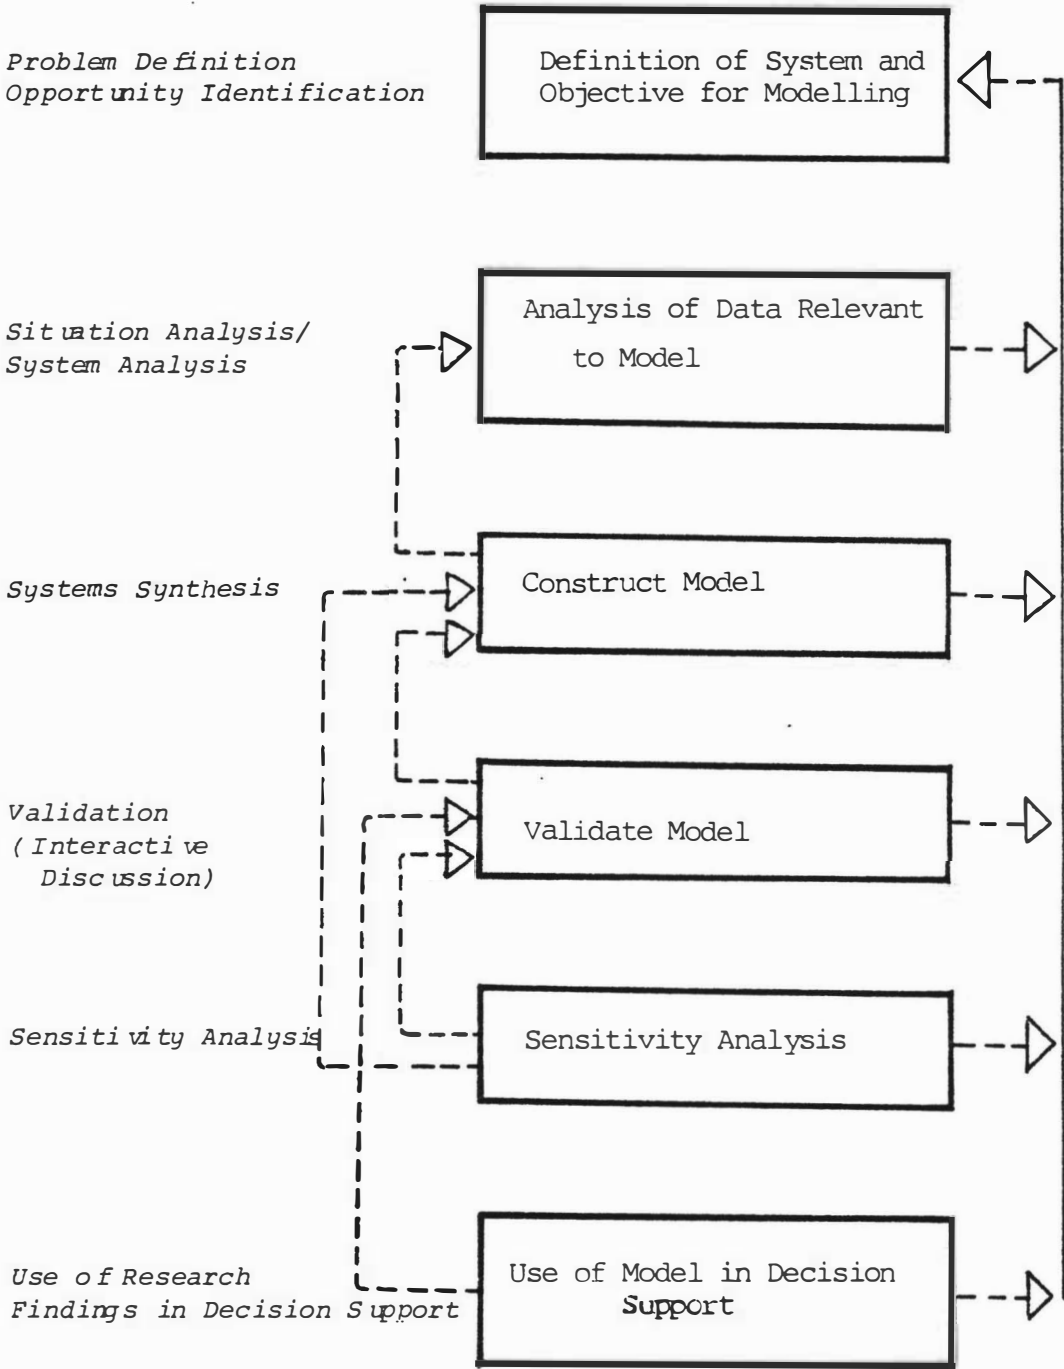 Problem Definition
Opportunity Identification
Definition of System and
Objective for Modelling
Situation Analysis/
System Analysis
Analysis of Data Relevant
to Model
Systems Synthesis
Construct Model
Validation
(Interactive
Discussion)
Validate Model
Sensitivity Analysis
Sensitivity Analysis
Use of Research
Findings in Decision Support
Use of Model in Decision
Support